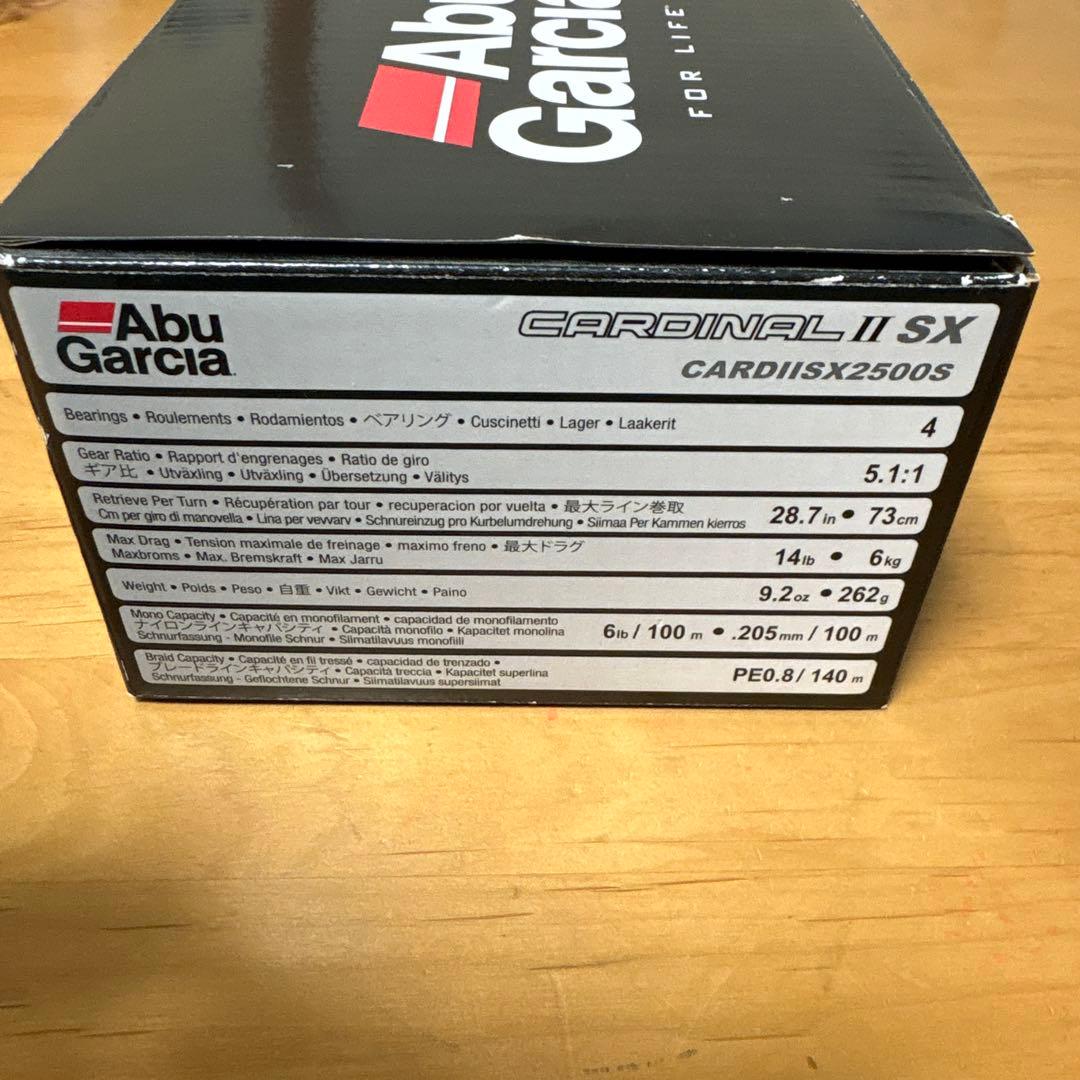 Abu
Garcia
FOR LIFE
Abu
Garcia
CARDINAL II SX
CARDIISX2500S
Bearings • Roulements • Rodamientos • ベアリング • Cuscinetti • Lager • Laakerit
4
Gear Ratio • Rapport d'engrenages • Ratio de giro
ギア比 • Utväxling • Utväxling • Übersetzung • Välitys
5.1:1
Retrieve Per Turn • Récupération par tour • recuperacion por vuelta • 最大ライン巻取
Cm per giro di manovella • Lina per vevvarv • Schnureinzug pro Kurbelumdrehung • Siimaa Per Kammen kierros
28.7in • 73cm
Max Drag • Tension maximale de freinage • maximo freno • 最大ドラグ
Maxbroms • Max. Bremskraft • Max Jarru
14lb • 6kg
Weight • Poids • Peso • 自重 • Vikt • Gewicht • Paino
9.2oz • 262g
Mono Capacity • Capacité en monofilament • capacidad de monofilamento
ナイロンラインキャパシティ • Capacità monofilo • Kapacitet monolina
Schnurfassung - Monofile Schnur • Siimatilavuus monofiili
6lb / 100 m • .205mm / 100 m
Braid Capacity • Capacité en fil tressé • capacidad de trenzado •
ブレードラインキャパシティ • Capacità treccia • Kapacitet superlina
Schnurfassung - Geflochtene Schnur • Siimatilavuus supersiimat
PE0.8 / 140 m